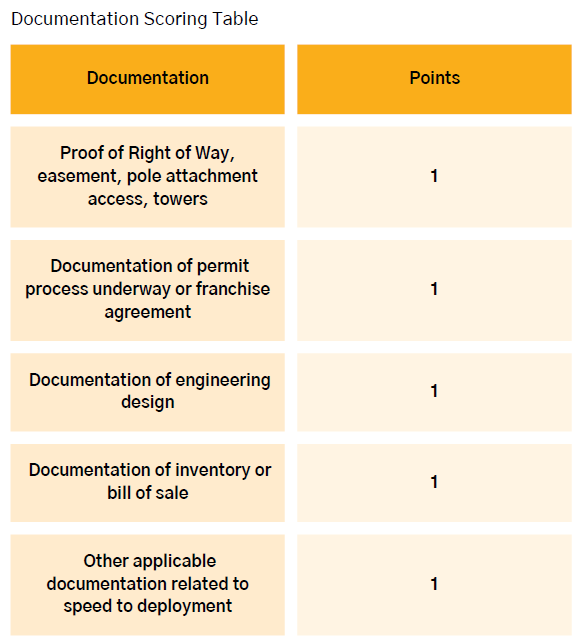 Documentation Scoring Table
Documentation
Points
Proof of Right of Way,
easement, pole attachment
access, towers
1
Documentation of permit
process underway or franchise
agreement
1
Documentation of engineering
design
1
Documentation of inventory or
bill of sale
1
Other applicable
documentation related to
speed to deployment
1